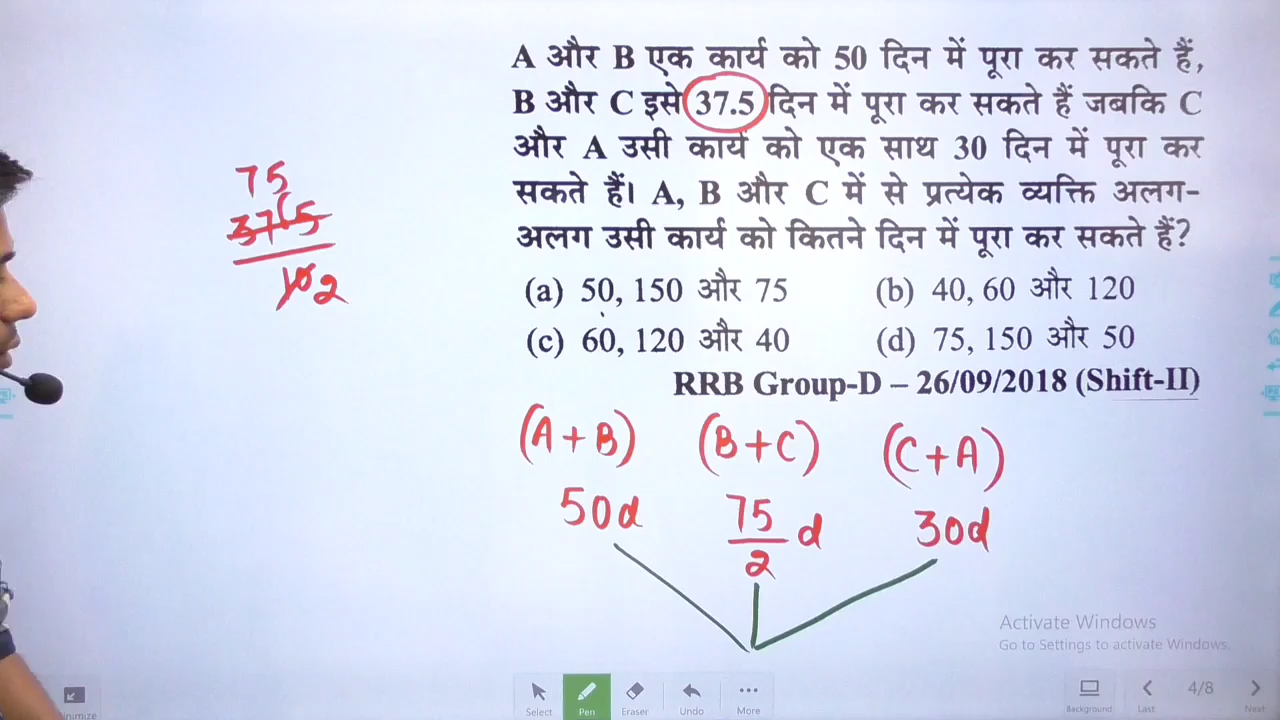 A और B एक कार्य को 50 दिन में पूरा कर सकते हैं,
B और C इसे 37.5 दिन में पूरा कर सकते हैं जबकि C
और A उसी कार्य को एक साथ 30 दिन में पूरा कर
सकते हैं। A, B और C में से प्रत्येक व्यक्ति अलग-
अलग उसी कार्य को कितने दिन में पूरा कर सकते हैं?
(a) 50, 150 और 75 (b) 40, 60 और 120
(c) 60, 120 और 40 (d) 75, 150 और 50
RRB Group-D – 26/09/2018 (Shift-II)
75
37.5
10 2
(A+B) (B+C) (C+A)
50d 75/2 d 30d
Activate Windows
Go to Settings to activate Windows.
Select Pen Eraser Undo More
Background Last 4/8 Next